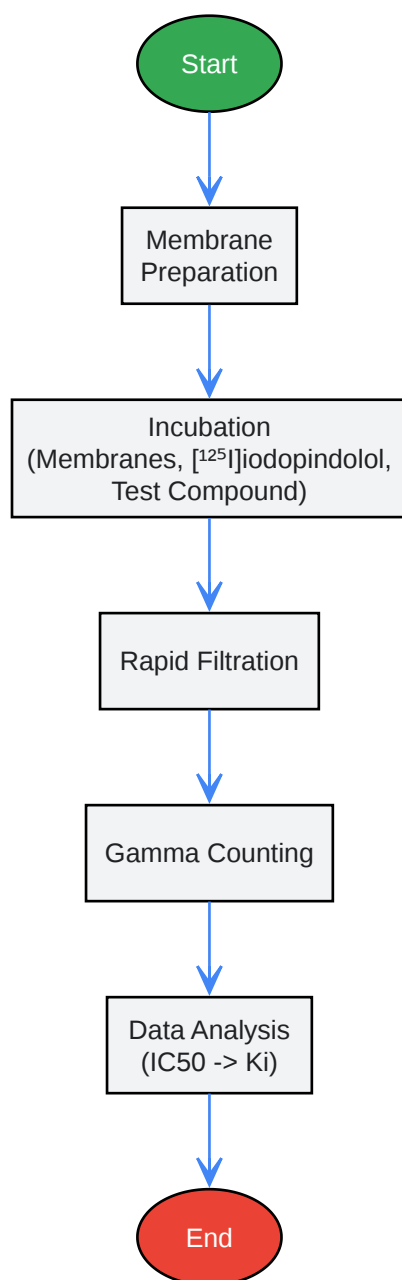 Start
Membrane
Preparation
Incubation
(Membranes, [¹²⁵I]iodopindolol,
Test Compound)
Rapid Filtration
Gamma Counting
Data Analysis
(IC50 -> Ki)
End